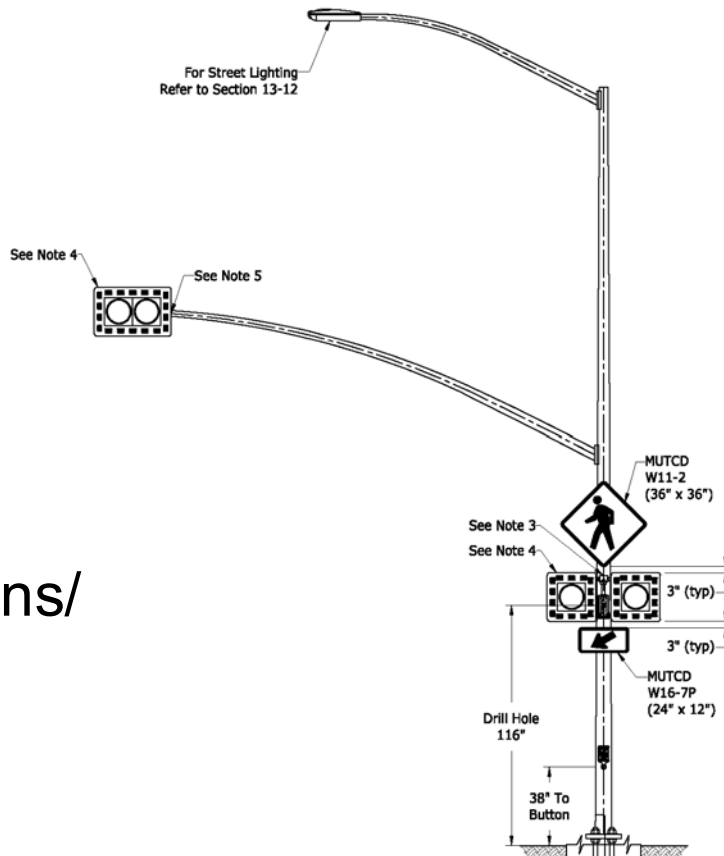 For Street Lighting
Refer to Section 13-12
See Note 4
See Note 5
MUTCD
W11-2
(36" x 36")
See Note 3
See Note 4
ns/
3" (typ)
3" (typ)
MUTCD
W16-7P
(24" x 12")
Drill Hole
116"
38" To
Button